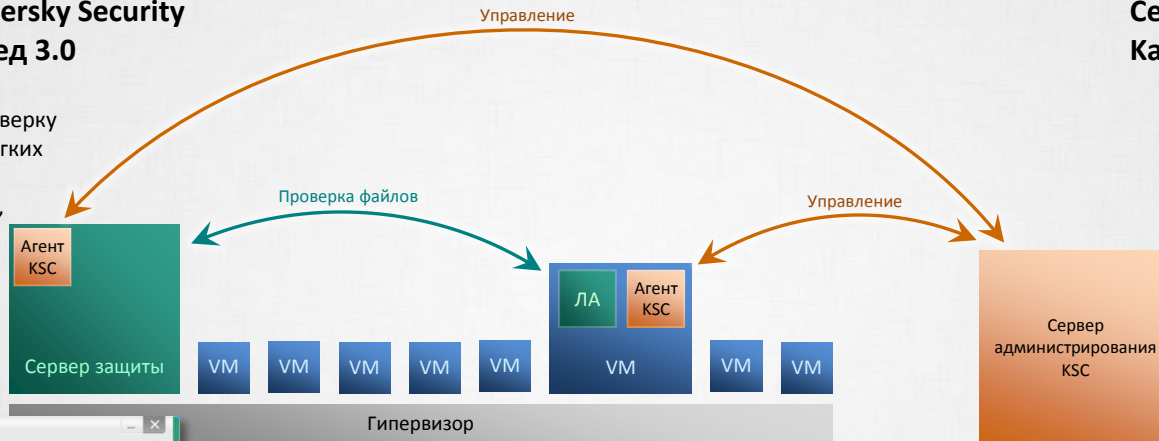 ersky Security
ед 3.0
Се
Ка
Управление
верку
гких
Проверка файлов
Управление
Агент
KSC
ЛА
Агент
KSC
Сервер защиты
VM
VM
VM
VM
VM
VM
VM
VM
Сервер
администрирования
KSC
Гипервизор